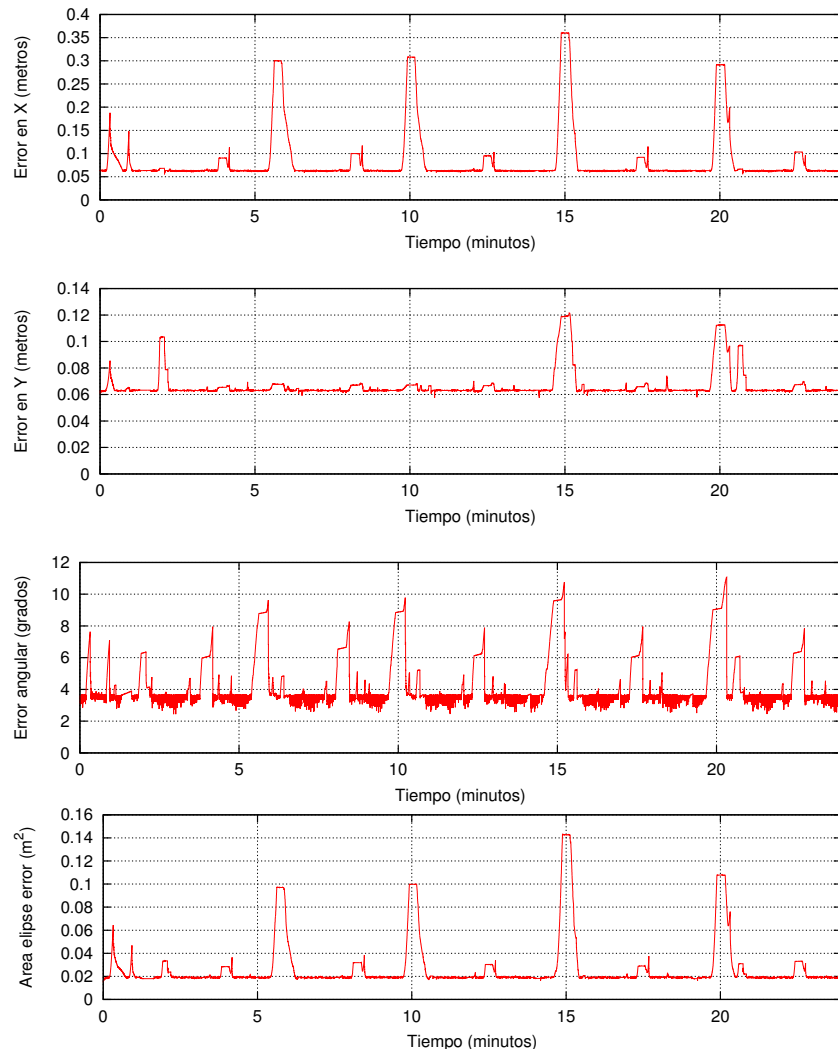 Error en X (metros)
0.4
0.35
0.3
0.25
0.2
0.15
0.1
0.05
0
0 5 10 15 20
Tiempo (minutos)
Error en Y (metros)
0.14
0.12
0.1
0.08
0.06
0.04
0.02
0
0 5 10 15 20
Tiempo (minutos)
Error angular (grados)
12
10
8
6
4
2
0
0 5 10 15 20
Tiempo (minutos)
Area elipse error (m²)
0.16
0.14
0.12
0.1
0.08
0.06
0.04
0.02
0
0 5 10 15 20
Tiempo (minutos)